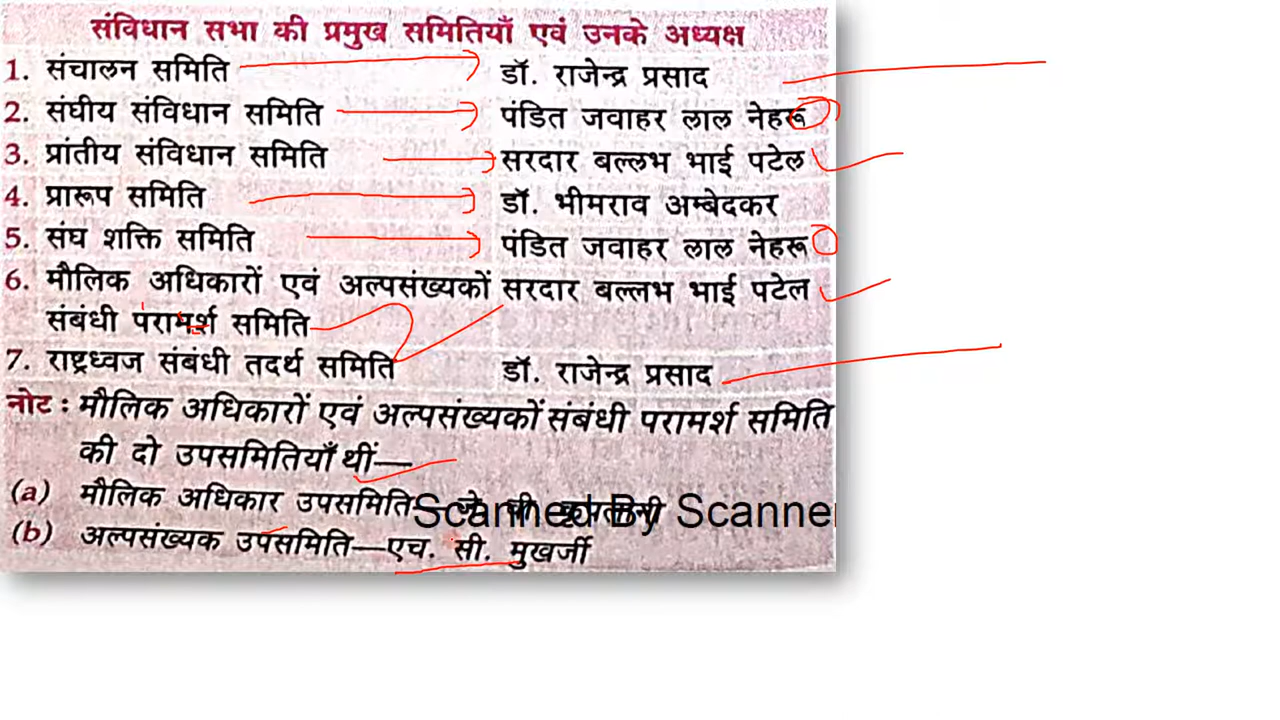 संविधान सभा की प्रमुख समितियाँ एवं उनके अध्यक्ष
1. संचालन समिति डॉ. राजेन्द्र प्रसाद
2. संघीय संविधान समिति पंडित जवाहर लाल नेहरू
3. प्रांतीय संविधान समिति सरदार बल्लभ भाई पटेल
4. प्रारूप समिति डॉ. भीमराव अम्बेदकर
5. संघ शक्ति समिति पंडित जवाहर लाल नेहरू
6. मौलिक अधिकारों एवं अल्पसंख्यकों सरदार बल्लभ भाई पटेल
संबंधी परामर्श समिति
7. राष्ट्रध्वज संबंधी तदर्थ समिति डॉ. राजेन्द्र प्रसाद
नोट : मौलिक अधिकारों एवं अल्पसंख्यकों संबंधी परामर्श समिति
की दो उपसमितियाँ थीं—
(a) मौलिक अधिकार उपसमिति—जे. बी. कृपलानी
Scanned By Scanner
(b) अल्पसंख्यक उपसमिति—एच. सी. मुखर्जी